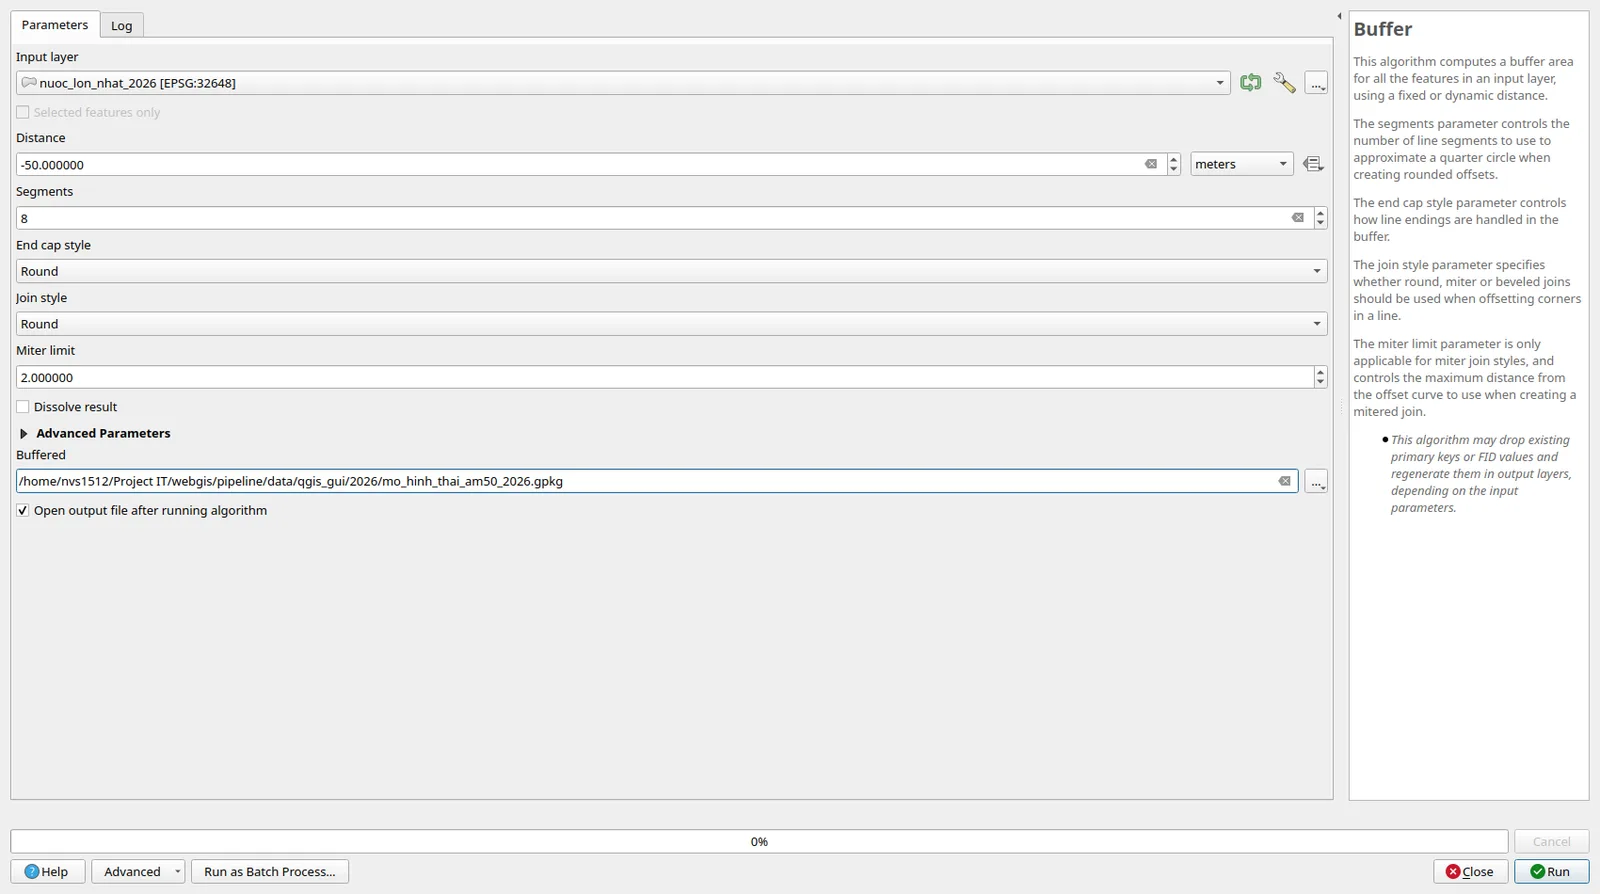 Parameters
Log
Input layer
nuoc_lon_nhat_2026 [EPSG:32648]
Selected features only
Distance
-50.000000
meters
Segments
8
End cap style
Round
Join style
Round
Miter limit
2.000000
Dissolve result
Advanced Parameters
Buffered
/home/nvs1512/Project IT/webgis/pipeline/data/qgis_gui/2026/mo_hinh_thai_am50_2026.gpkg
Open output file after running algorithm
Buffer
This algorithm computes a buffer area
for all the features in an input layer,
using a fixed or dynamic distance.
The segments parameter controls the
number of line segments to use to
approximate a quarter circle when
creating rounded offsets.
The end cap style parameter controls
how line endings are handled in the
buffer.
The join style parameter specifies
whether round, miter or beveled joins
should be used when offsetting corners
in a line.
The miter limit parameter is only
applicable for miter join styles, and
controls the maximum distance from
the offset curve to use when creating a
mitered join.
This algorithm may drop existing
primary keys or FID values and
regenerate them in output layers,
depending on the input
parameters.
0%
Cancel
Help
Advanced
Run as Batch Process...
Close
Run